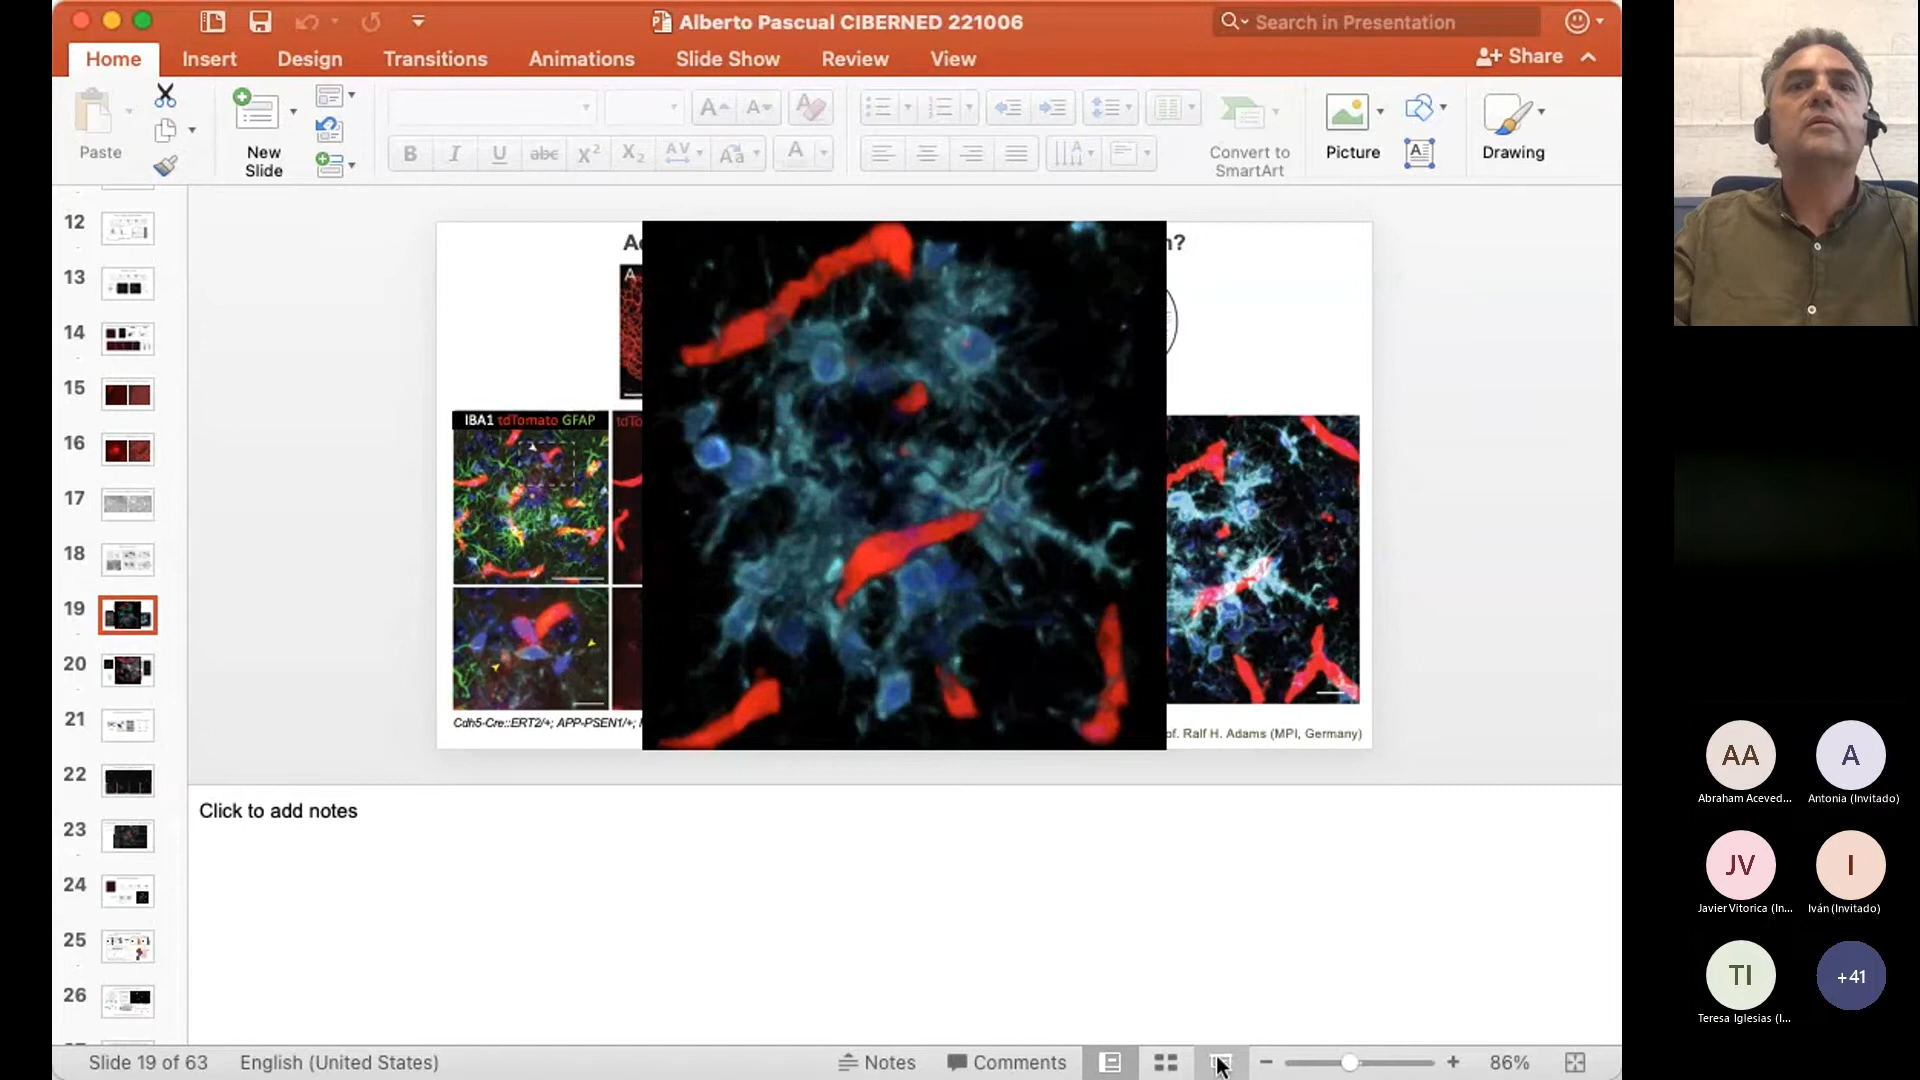 Alberto Pascual CIBERNED 221006
Search in Presentation
Home Insert Design Transitions Animations Slide Show Review View
Share
Paste
New
Slide
Convert to
SmartArt
Picture
Drawing
12
13
14
15
16
17
18
19
20
21
22
23
24
25
26
A
IBA1 tdTomato GFAP
Cdh5-Cre::ERT2/+; APP-PSEN1/+;
Ralf H. Adams (MPI, Germany)
Click to add notes
Slide 19 of 63
English (United States)
Notes
Comments
86%
AA
Abraham Aceved...
A
Antonia (Invitado)
JV
Javier Vitorica (In...
I
Iván (Invitado)
TI
Teresa Iglesias (I...
+41